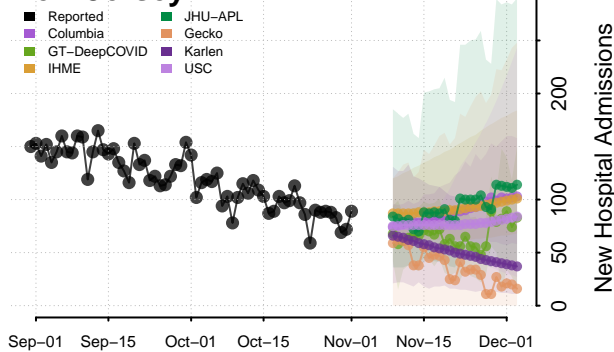 Reported
Columbia
GT−DeepCOVID
IHME
JHU−APL
Gecko
Karlen
USC
200
100
50
0
New Hospital Admissions
Sep−01 Sep−15 Oct−01 Oct−15 Nov−01 Nov−15 Dec−01